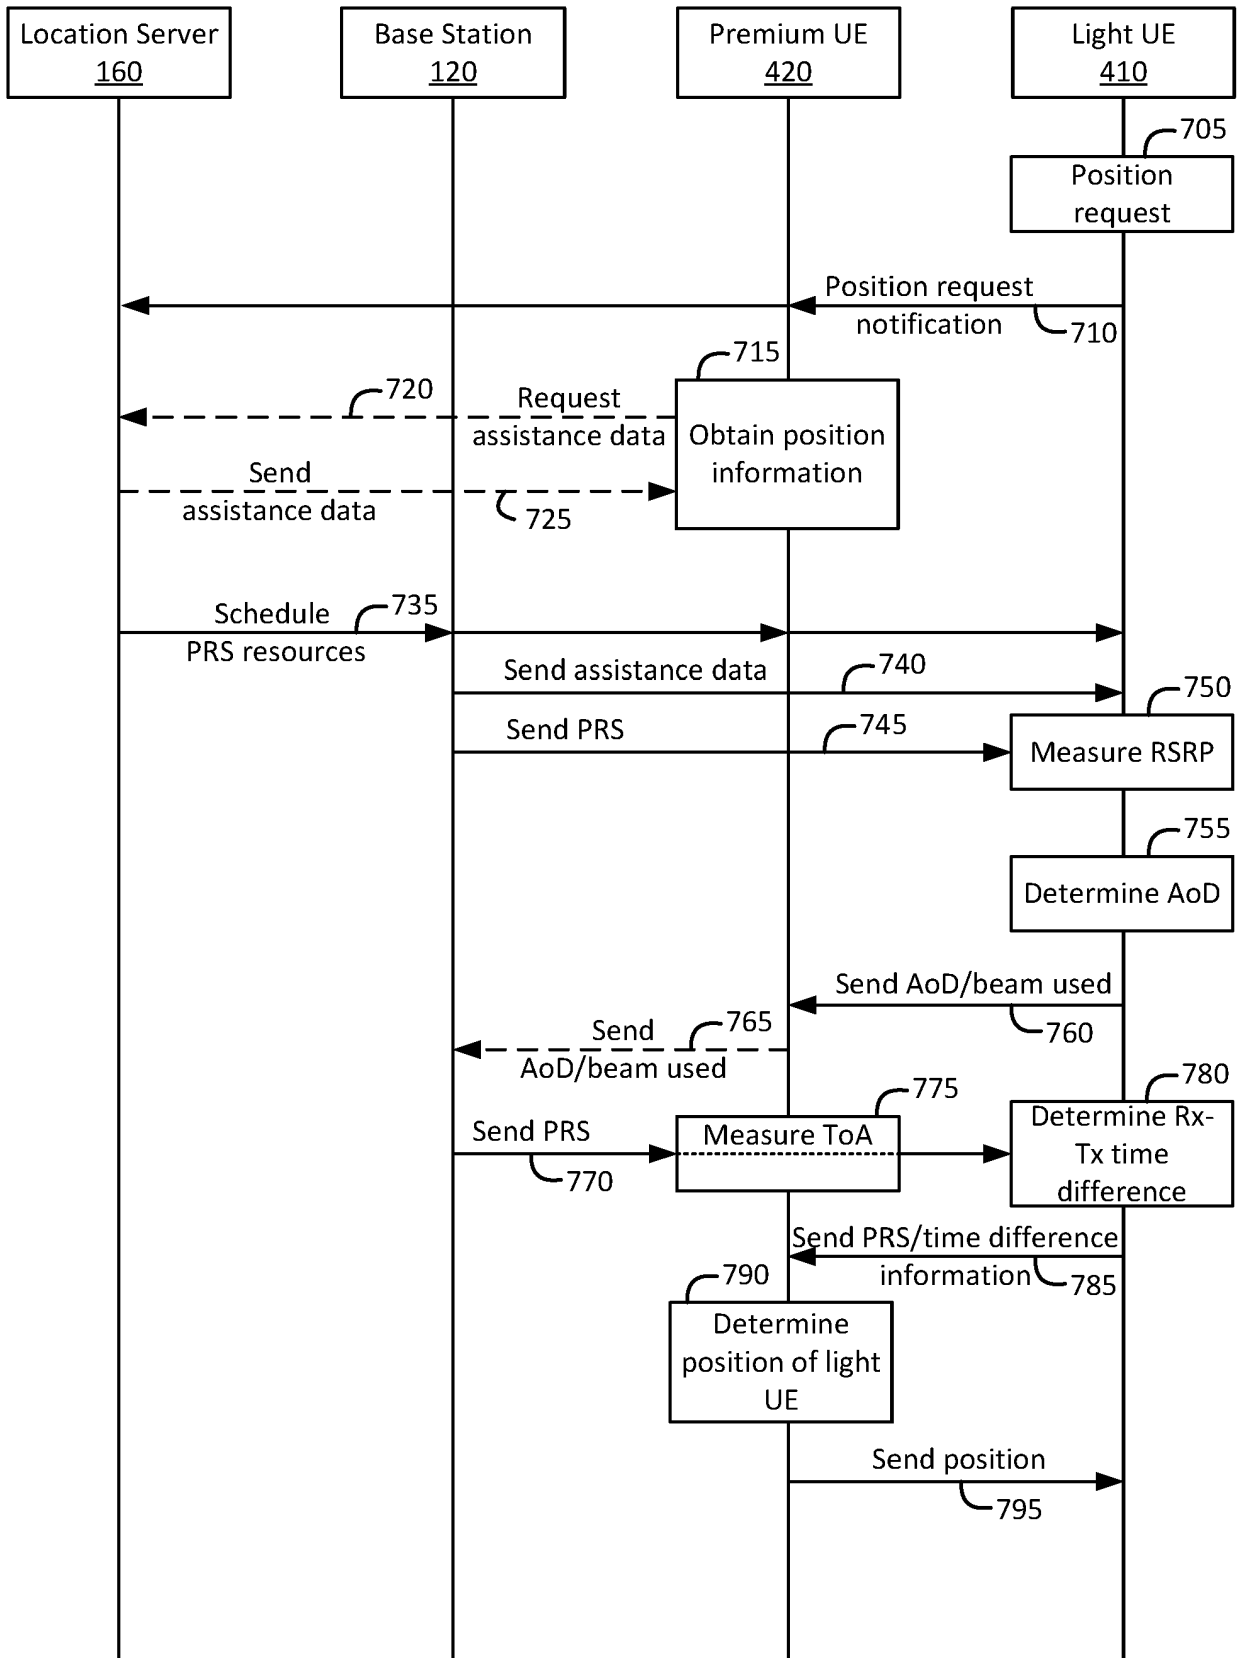 Location Server
160
Base Station
120
Premium UE
420
Light UE
410
705
Position
request
Position request
notification
710
715
720
Request
assistance data
Obtain position
information
Send
assistance data
725
Schedule
PRS resources
735
Send assistance data
740
750
Send PRS
745
Measure RSRP
755
Determine AoD
Send AoD/beam used
760
765
Send
AoD/beam used
775
780
Send PRS
770
Measure ToA
Determine Rx-
Tx time
difference
Send PRS/time difference
information
785
790
Determine
position of light
UE
Send position
795